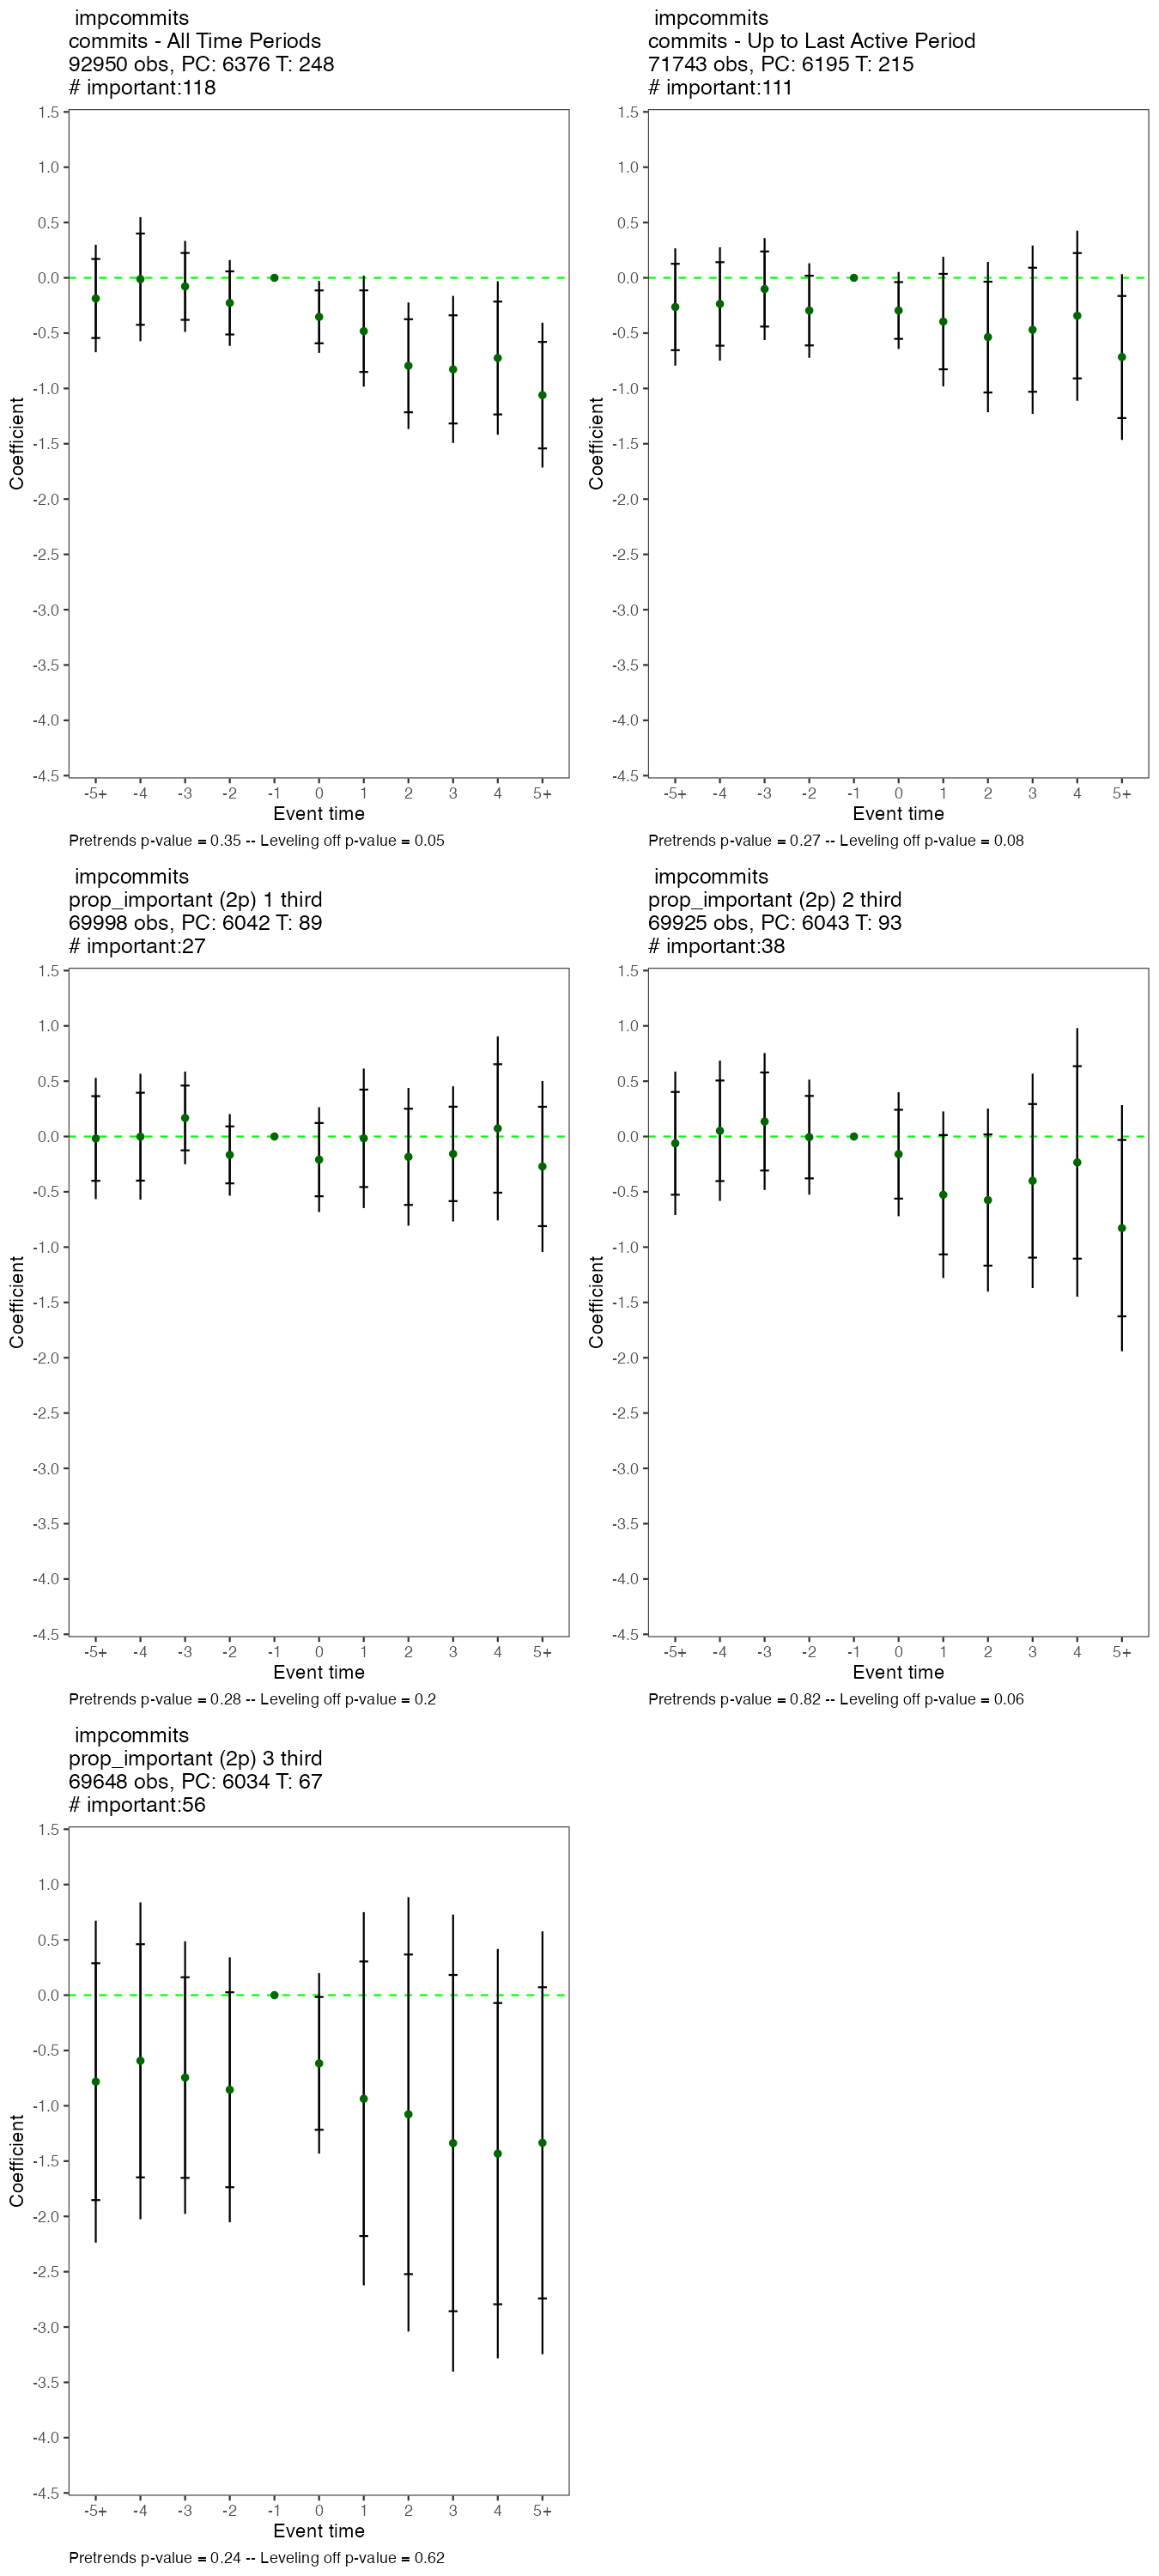 impcommits
commits - All Time Periods
92950 obs, PC: 6376 T: 248
# important:118
1.5
1.0
0.5
0.0
-0.5
-1.0
-1.5
-2.0
-2.5
-3.0
-3.5
-4.0
-4.5
Coefficient
-5+ -4 -3 -2 -1 0 1 2 3 4 5+
Event time
Pretrends p-value = 0.35 -- Leveling off p-value = 0.05
impcommits
commits - Up to Last Active Period
71743 obs, PC: 6195 T: 215
# important:111
1.5
1.0
0.5
0.0
-0.5
-1.0
-1.5
-2.0
-2.5
-3.0
-3.5
-4.0
-4.5
Coefficient
-5+ -4 -3 -2 -1 0 1 2 3 4 5+
Event time
Pretrends p-value = 0.27 -- Leveling off p-value = 0.08
impcommits
prop_important (2p) 1 third
69998 obs, PC: 6042 T: 89
# important:27
1.5
1.0
0.5
0.0
-0.5
-1.0
-1.5
-2.0
-2.5
-3.0
-3.5
-4.0
-4.5
Coefficient
-5+ -4 -3 -2 -1 0 1 2 3 4 5+
Event time
Pretrends p-value = 0.28 -- Leveling off p-value = 0.2
impcommits
prop_important (2p) 2 third
69925 obs, PC: 6043 T: 93
# important:38
1.5
1.0
0.5
0.0
-0.5
-1.0
-1.5
-2.0
-2.5
-3.0
-3.5
-4.0
-4.5
Coefficient
-5+ -4 -3 -2 -1 0 1 2 3 4 5+
Event time
Pretrends p-value = 0.82 -- Leveling off p-value = 0.06
impcommits
prop_important (2p) 3 third
69648 obs, PC: 6034 T: 67
# important:56
1.5
1.0
0.5
0.0
-0.5
-1.0
-1.5
-2.0
-2.5
-3.0
-3.5
-4.0
-4.5
Coefficient
-5+ -4 -3 -2 -1 0 1 2 3 4 5+
Event time
Pretrends p-value = 0.24 -- Leveling off p-value = 0.62